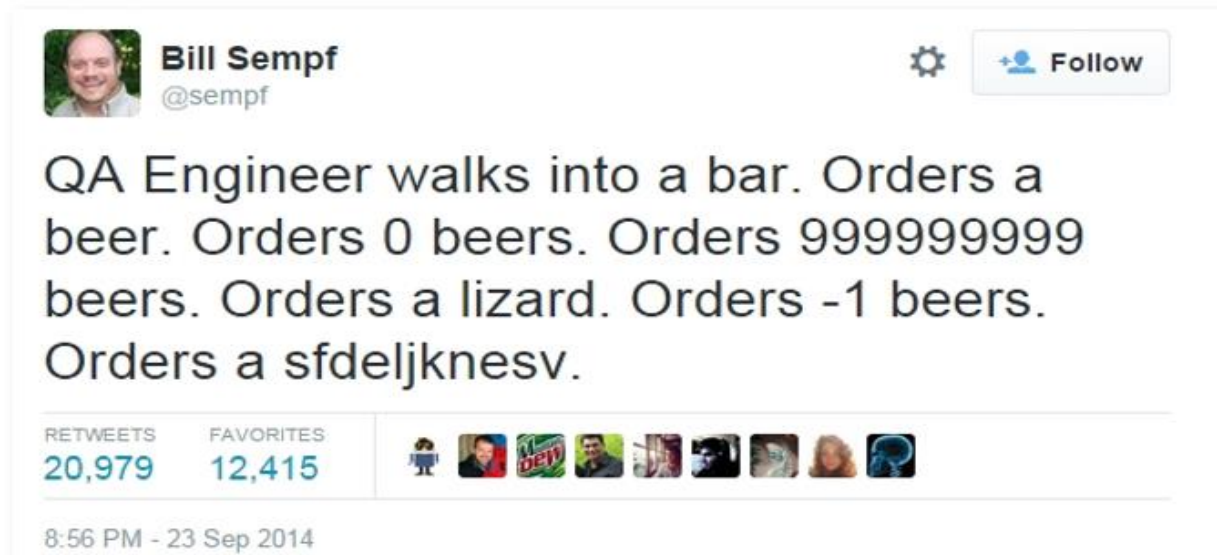 Bill Sempf
@sempf
Follow
QA Engineer walks into a bar. Orders a
beer. Orders 0 beers. Orders 999999999
beers. Orders a lizard. Orders -1 beers.
Orders a sfdeljknesv.
RETWEETS FAVORITES
20,979 12,415
M
DEW
8:56 PM - 23 Sep 2014